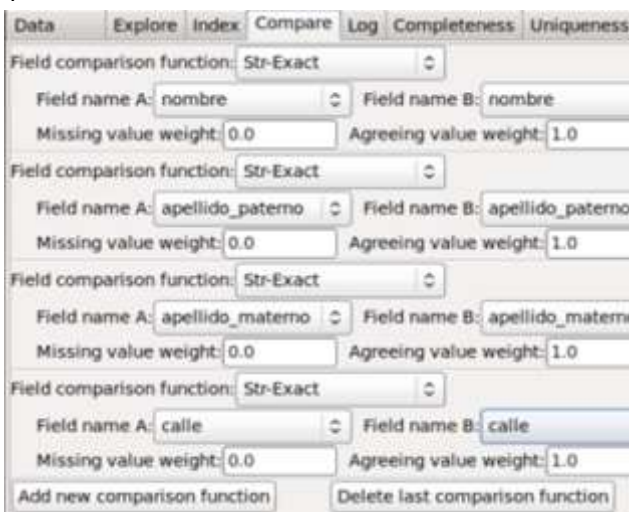 Data Explore Index Compare Log Completeness Uniqueness
Field comparison function: Str-Exact
Field name A: nombre Field name B: nombre
Missing value weight: 0.0 Agreeing value weight: 1.0
Field comparison function: Str-Exact
Field name A: apellido_paterno Field name B: apellido_paterno
Missing value weight: 0.0 Agreeing value weight: 1.0
Field comparison function: Str-Exact
Field name A: apellido_materno Field name B: apellido_materno
Missing value weight: 0.0 Agreeing value weight: 1.0
Field comparison function: Str-Exact
Field name A: calle Field name B: calle
Missing value weight: 0.0 Agreeing value weight: 1.0
Add new comparison function Delete last comparison function